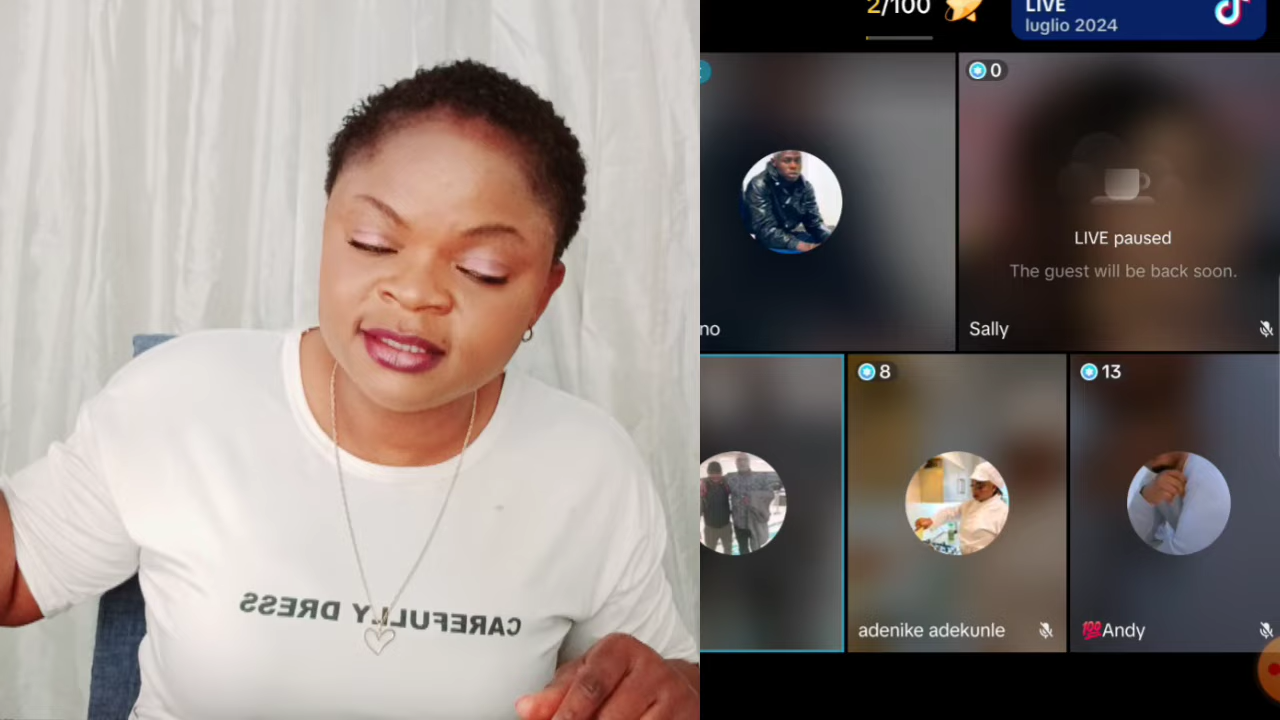 CAREFULLY DRESS
2/100
LIVE
luglio 2024
0
LIVE paused
The guest will be back soon.
no
Sally
8
13
adenike adekunle
💯Andy